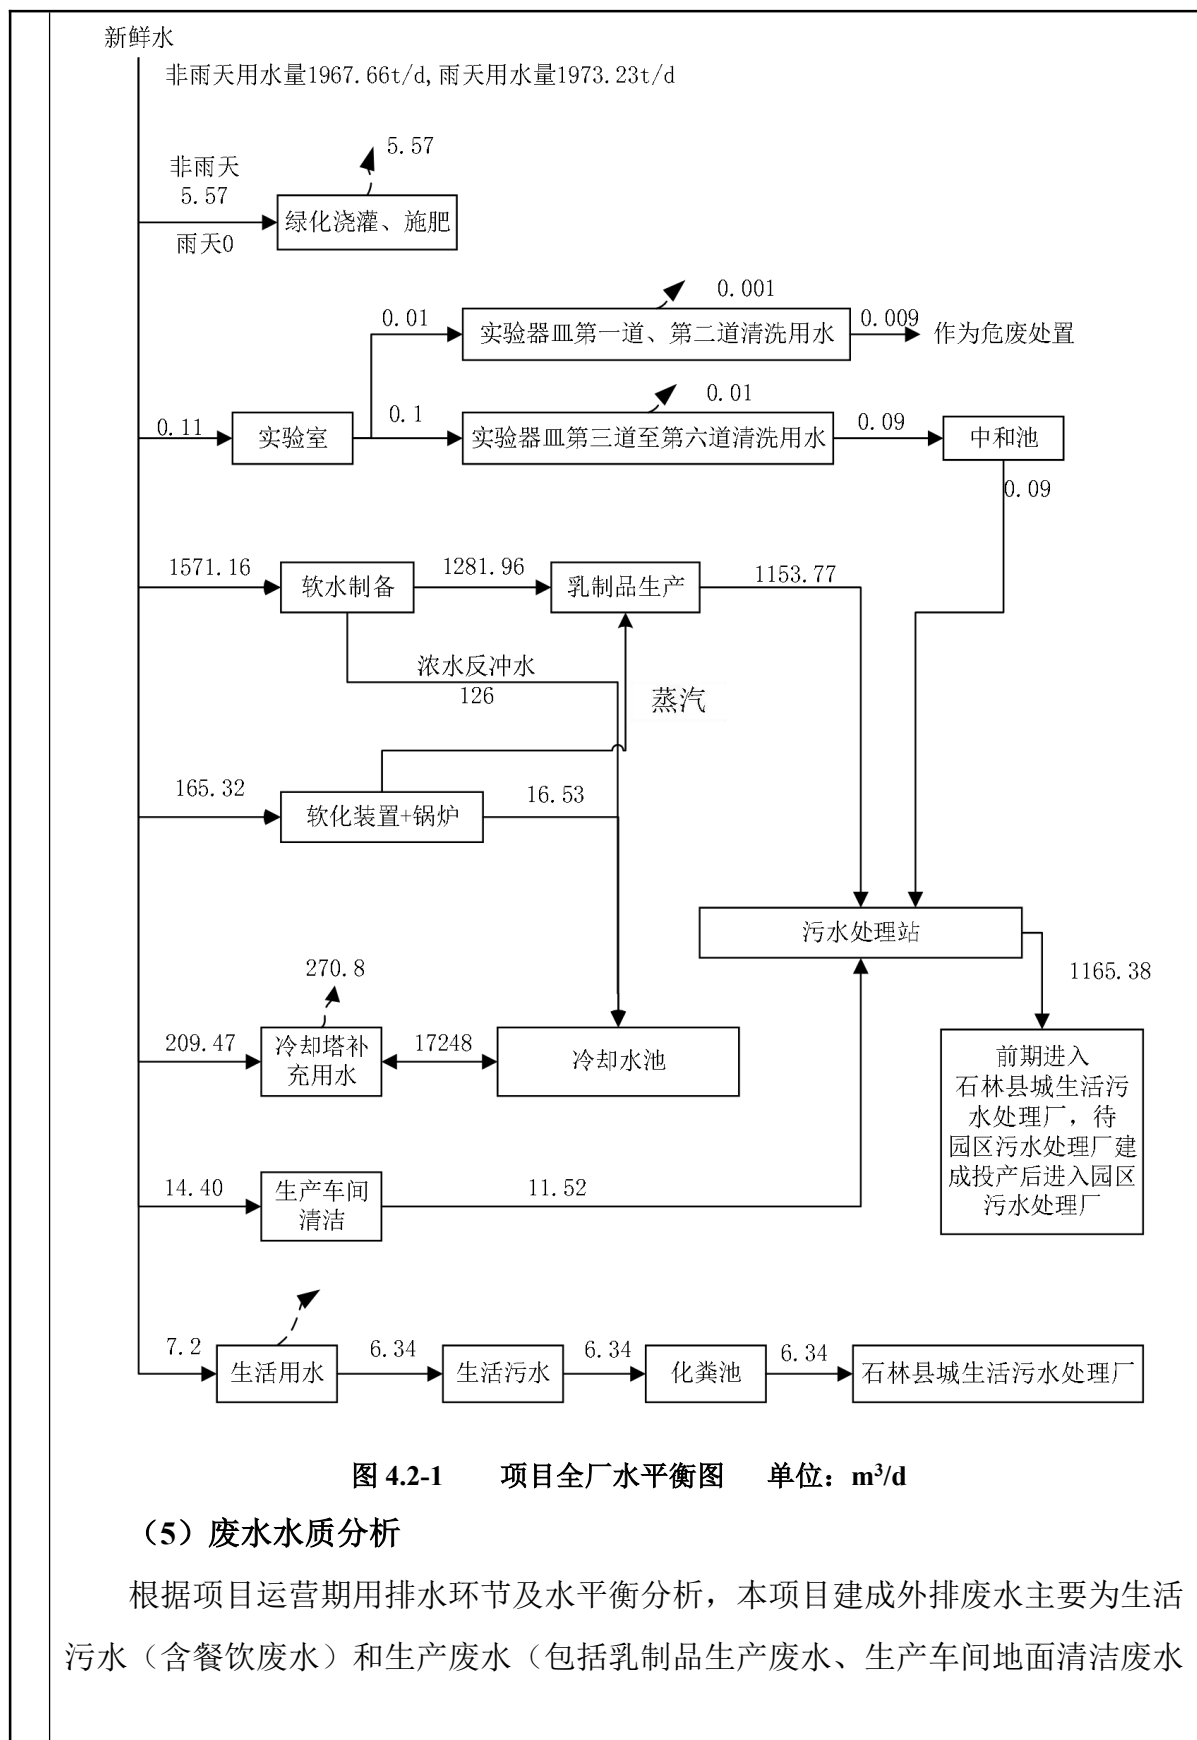 新鲜水
非雨天用水量1967.66t/d,雨天用水量1973.23t/d
5.57
非雨天
5.57
绿化浇灌、施肥
雨天0
0.001
0.01
实验器皿第一道、第二道清洗用水
0.009
作为危废处置
0.01
0.11
实验室
0.1
实验器皿第三道至第六道清洗用水
0.09
中和池
0.09
1571.16
软水制备
1281.96
乳制品生产
1153.77
浓水反冲水
126
蒸汽
165.32
软化装置+锅炉
16.53
污水处理站
1165.38
270.8
209.47
冷却塔补
充用水
17248
冷却水池
前期进入
石林县城生活污
水处理厂，待
园区污水处理厂建
成投产后进入园区
污水处理厂
14.40
生产车间
清洁
11.52
7.2
生活用水
6.34
生活污水
6.34
化粪池
6.34
石林县城生活污水处理厂
图 4.2-1 项目全厂水平衡图 单位：m³/d
（5）废水水质分析
根据项目运营期用排水环节及水平衡分析，本项目建成外排废水主要为生活
污水（含餐饮废水）和生产废水（包括乳制品生产废水、生产车间地面清洁废水